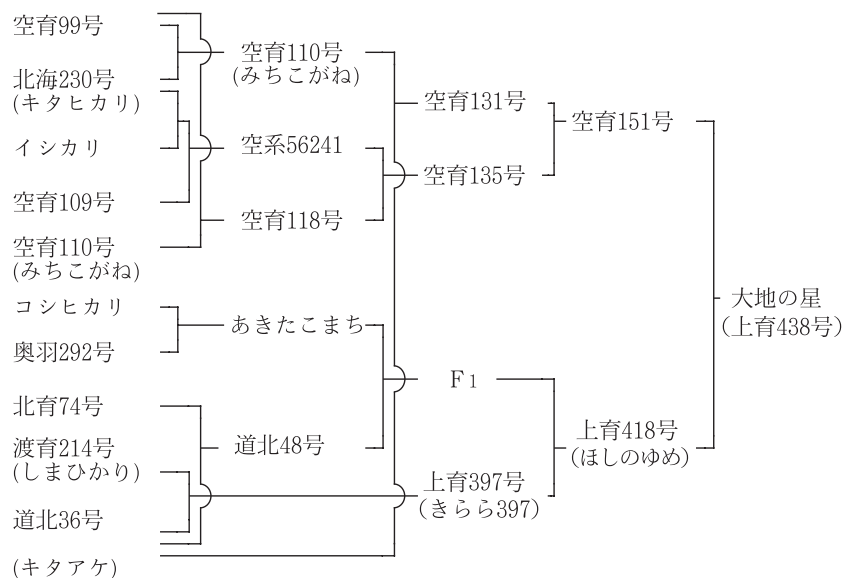 空育99号
北海230号
(キタヒカリ)
イシカリ
空育109号
空育110号
(みちこがね)
コシヒカリ
奥羽292号
北育74号
渡育214号
(しまひかり)
道北36号
(キタアケ)
空育110号
(みちこがね)
空系56241
空育118号
あきたこまち
道北48号
空育131号
空育135号
F1
上育397号
(きらら397)
空育151号
上育418号
(ほしのゆめ)
大地の星
(上育438号)